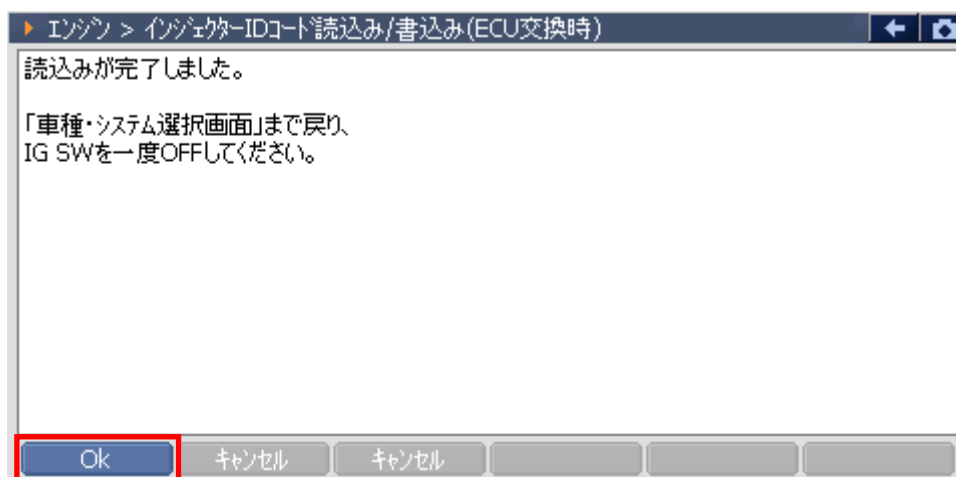 ｴﾝｼﾞﾝ > ｲﾝｼﾞｪｸﾀｰIDｺｰﾄﾞ読込み/書込み(ECU交換時)
読込みが完了しました。
「車種･ｼｽﾃﾑ選択画面」まで戻り、
IG SWを一度OFFしてください。
Ok ｷｬﾝｾﾙ ｷｬﾝｾﾙ